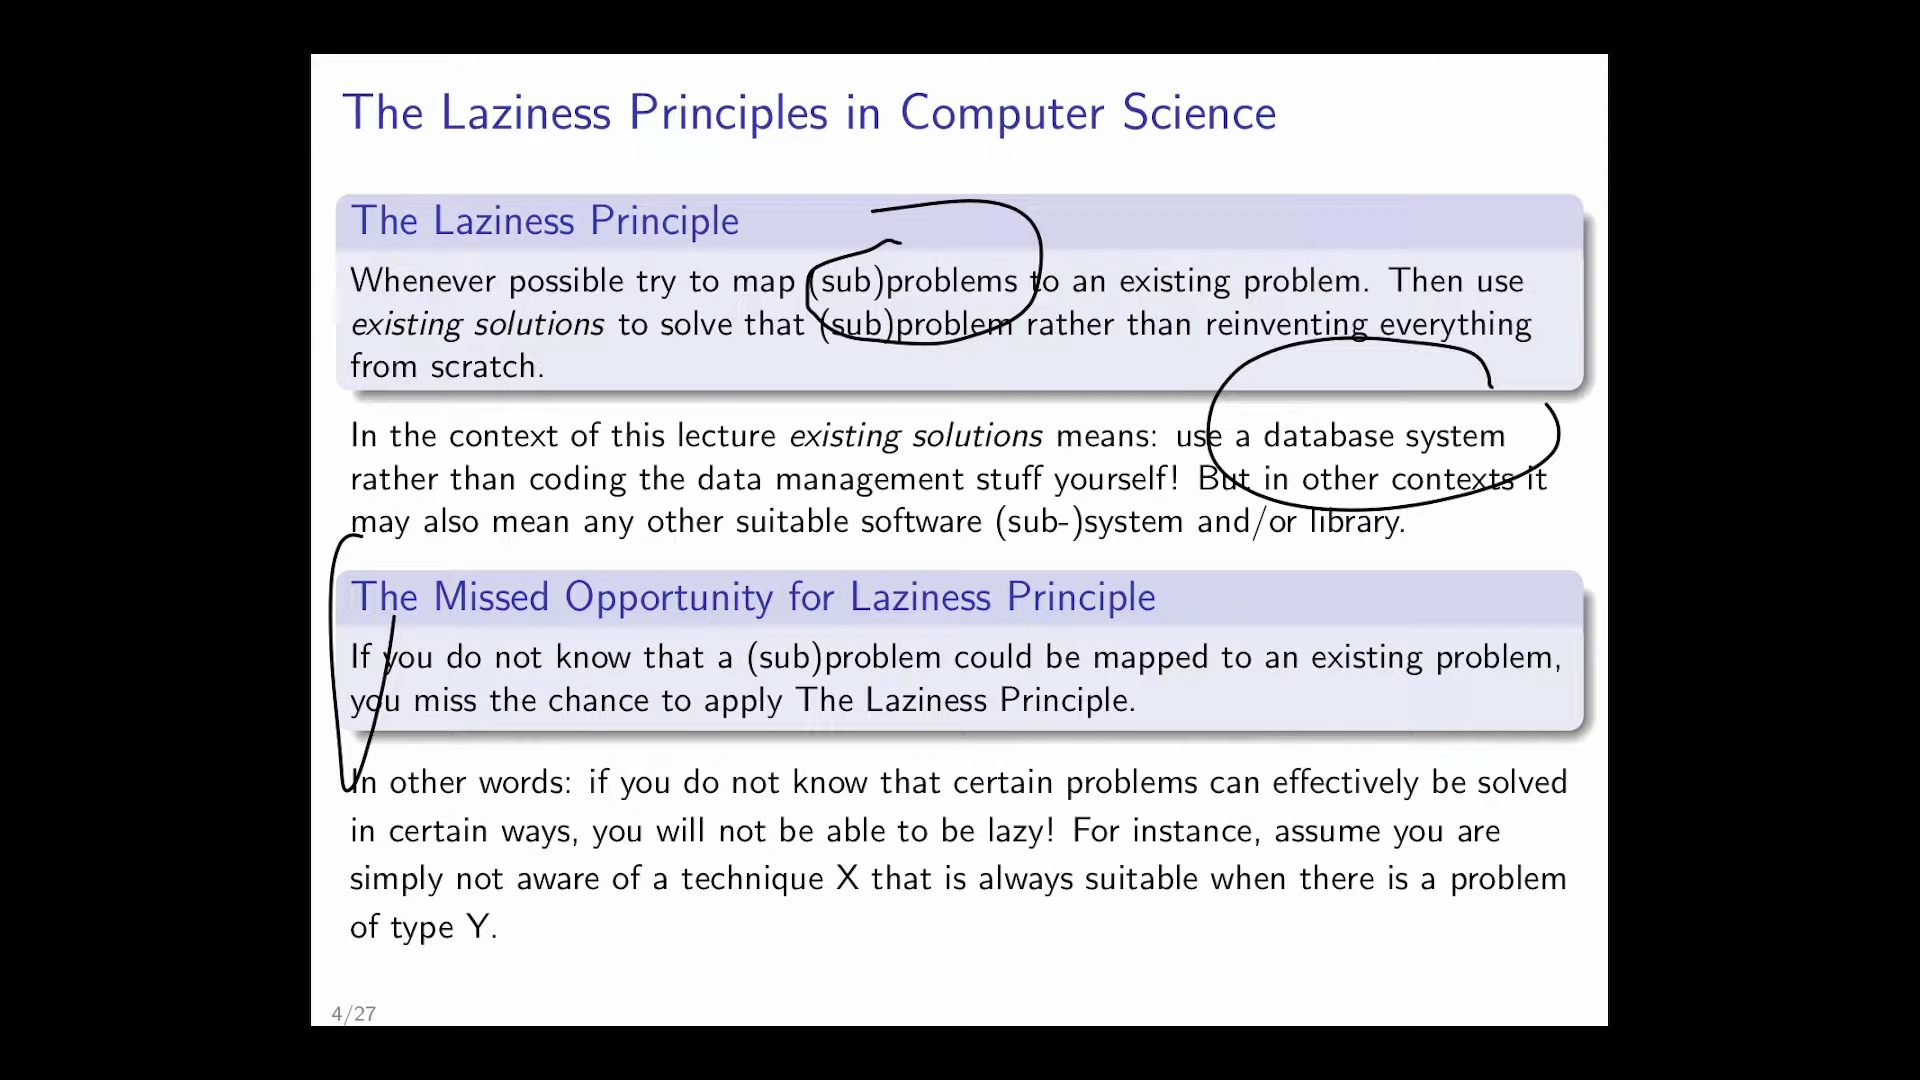 The Laziness Principles in Computer Science
The Laziness Principle
Whenever possible try to map (sub)problems to an existing problem. Then use
existing solutions to solve that (sub)problem rather than reinventing everything
from scratch.
In the context of this lecture existing solutions means: use a database system
rather than coding the data management stuff yourself! But in other contexts it
may also mean any other suitable software (sub-)system and/or library.
The Missed Opportunity for Laziness Principle
If you do not know that a (sub)problem could be mapped to an existing problem,
you miss the chance to apply The Laziness Principle.
In other words: if you do not know that certain problems can effectively be solved
in certain ways, you will not be able to be lazy! For instance, assume you are
simply not aware of a technique X that is always suitable when there is a problem
of type Y.
4/27